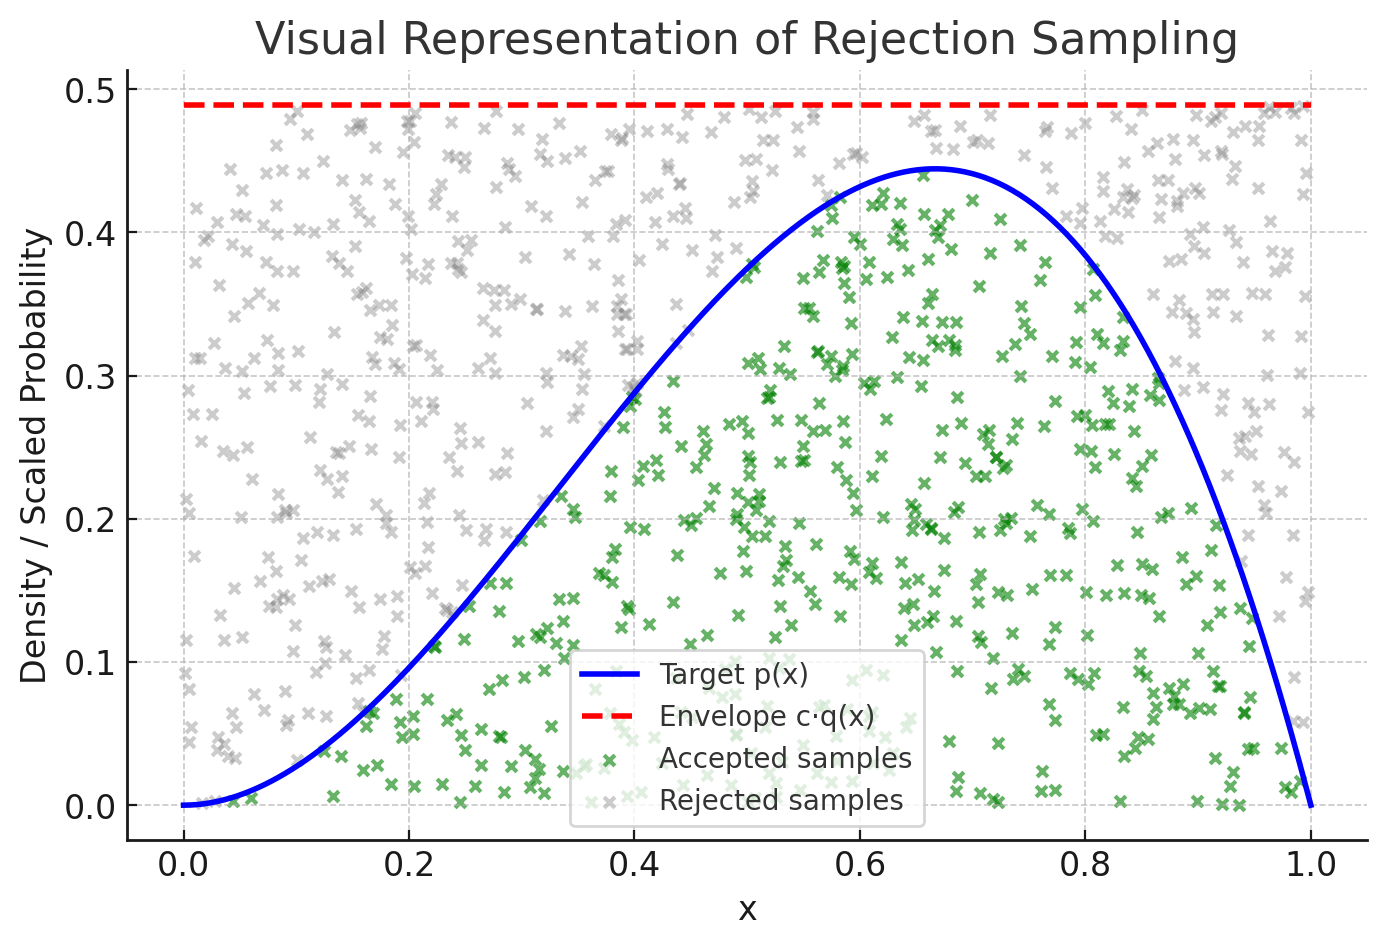 Visual Representation of Rejection Sampling
Density / Scaled Probability
0.5
0.4
0.3
0.2
0.1
0.0
Target p(x)
Envelope c·q(x)
Accepted samples
Rejected samples
0.0 0.2 0.4 0.6 0.8 1.0
x